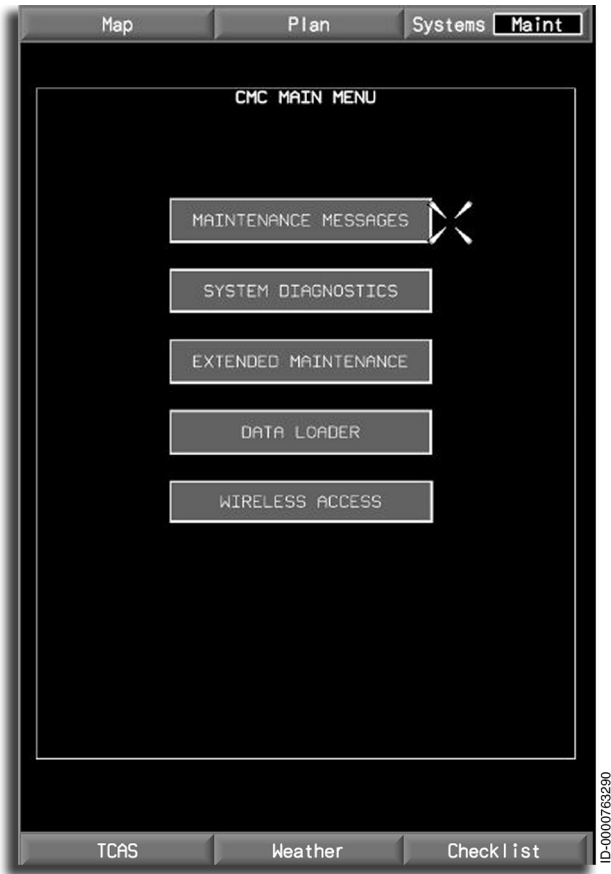 Map Plan Systems Maint
CMC MAIN MENU
MAINTENANCE MESSAGES
SYSTEM DIAGNOSTICS
EXTENDED MAINTENANCE
DATA LOADER
WIRELESS ACCESS
TCAS Weather Checklist
ID-0000763290